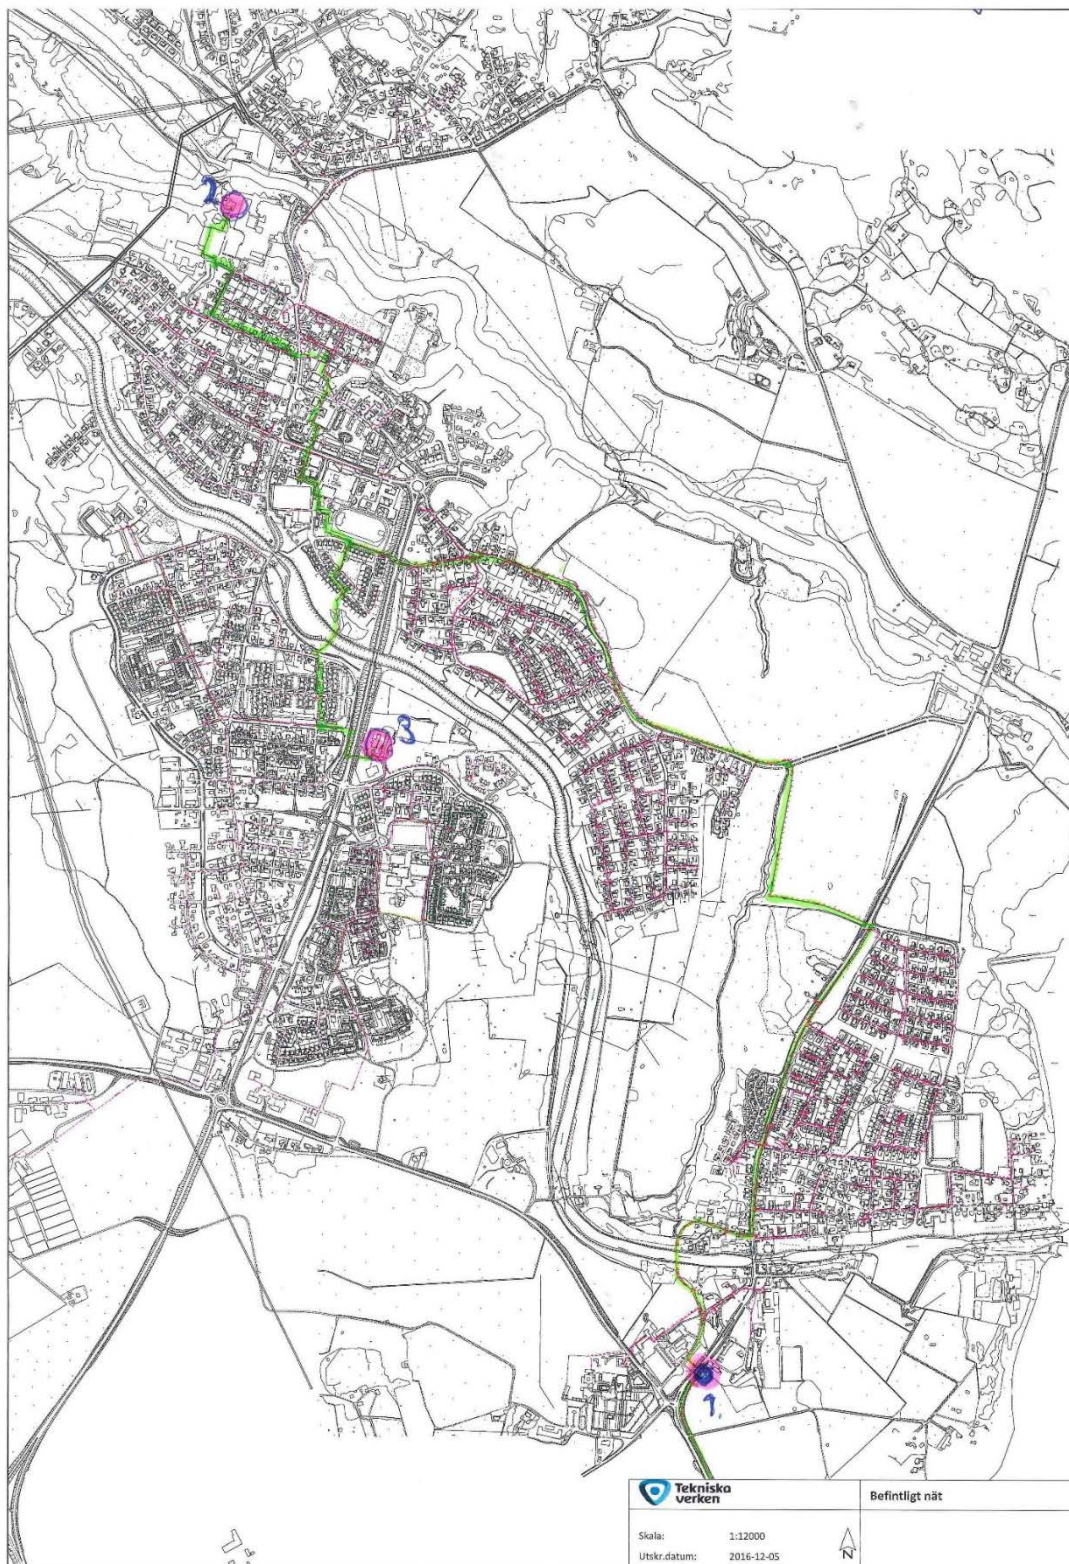 2
3
1.
Tekniska
verken
Befintligt nät
Skala: 1:12000
Utskr.datum: 2016-12-05
N